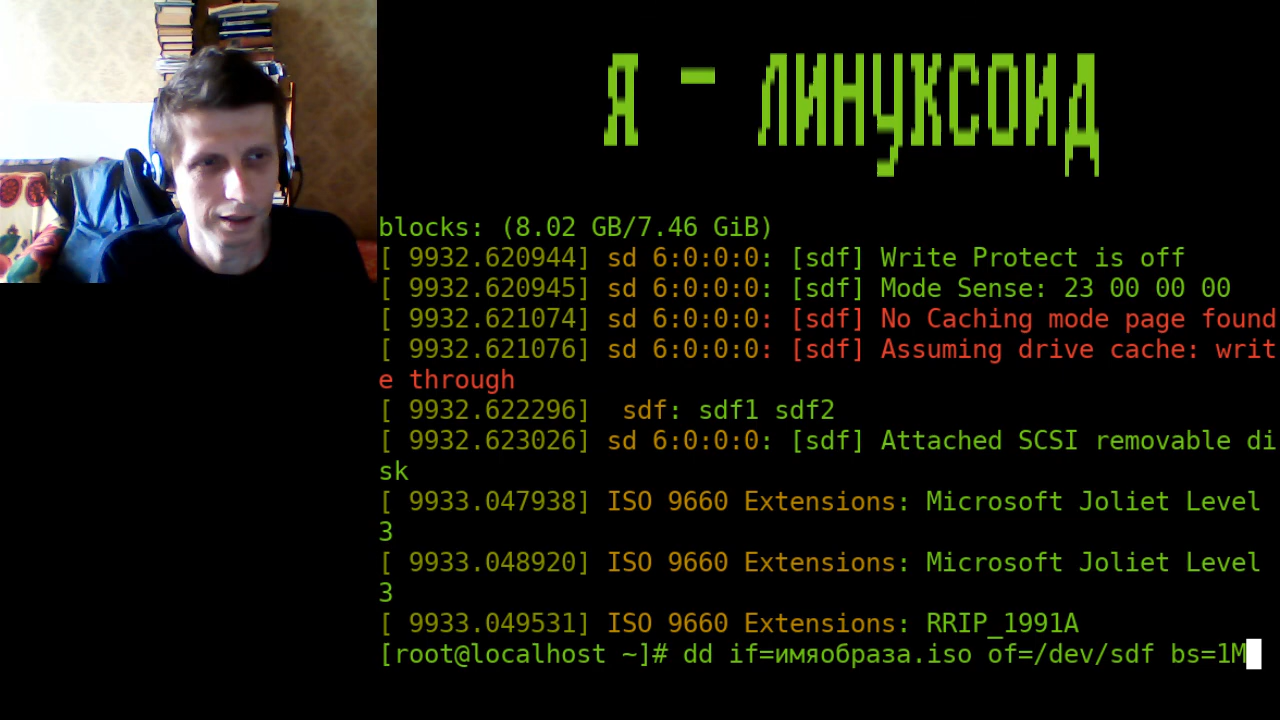 Я - ЛИНУКСОИД
blocks: (8.02 GB/7.46 GiB)
[ 9932.620944] sd 6:0:0:0: [sdf] Write Protect is off
[ 9932.620945] sd 6:0:0:0: [sdf] Mode Sense: 23 00 00 00
[ 9932.621074] sd 6:0:0:0: [sdf] No Caching mode page found
[ 9932.621076] sd 6:0:0:0: [sdf] Assuming drive cache: writ
e through
[ 9932.622296]  sdf: sdf1 sdf2
[ 9932.623026] sd 6:0:0:0: [sdf] Attached SCSI removable di
sk
[ 9933.047938] ISO 9660 Extensions: Microsoft Joliet Level
3
[ 9933.048920] ISO 9660 Extensions: Microsoft Joliet Level
3
[ 9933.049531] ISO 9660 Extensions: RRIP_1991A
[root@localhost ~]# dd if=имяобраза.iso of=/dev/sdf bs=1M